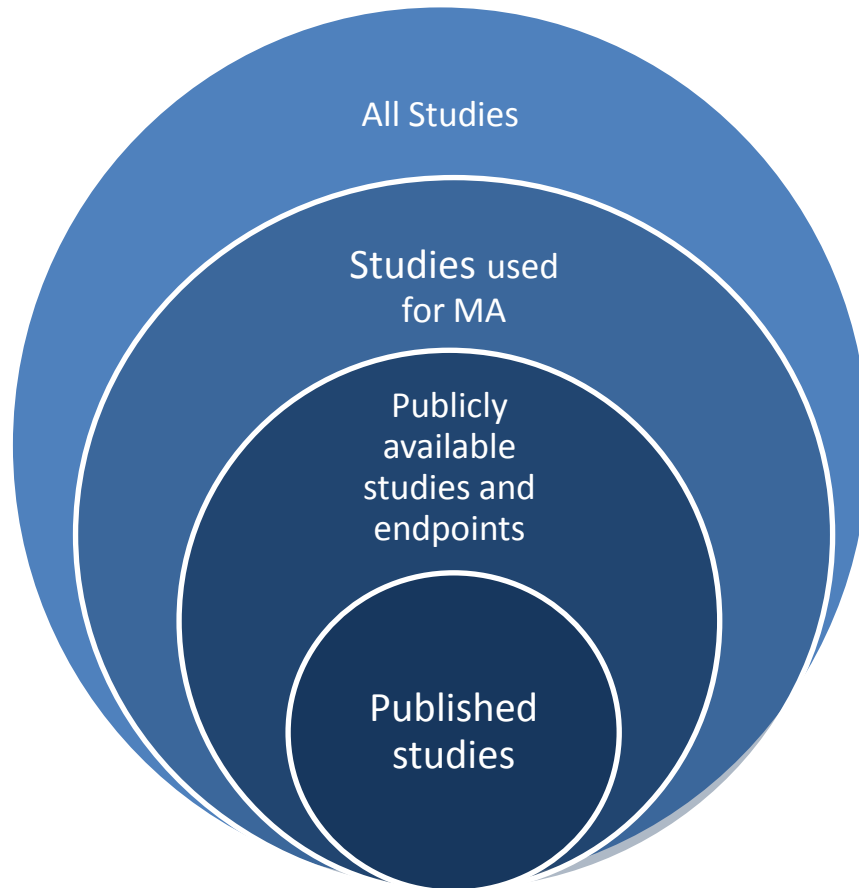 All Studies
Studies used
for MA
Publicly
available
studies and
endpoints
Published
studies